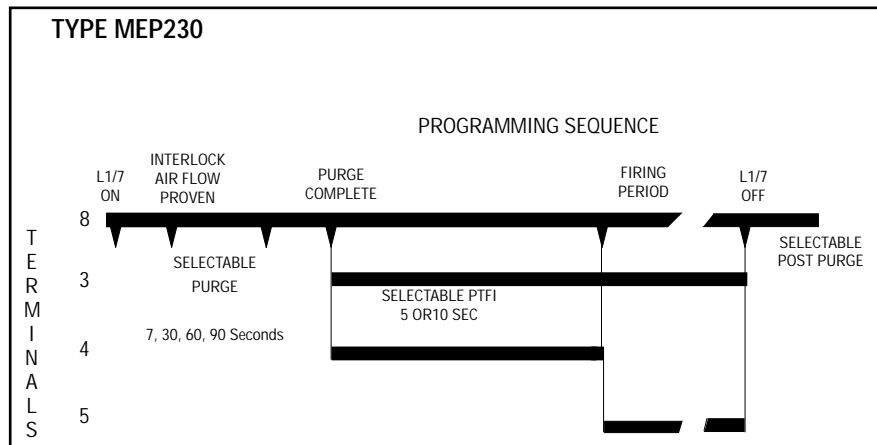 TYPE MEP230
PROGRAMMING SEQUENCE
L1/7
ON
INTERLOCK
AIR FLOW
PROVEN
PURGE
COMPLETE
FIRING
PERIOD
L1/7
OFF
TERMINALS
8
SELECTABLE
POST PURGE
SELECTABLE
PURGE
3
SELECTABLE PTFI
5 OR10 SEC
7, 30, 60, 90 Seconds
4
5